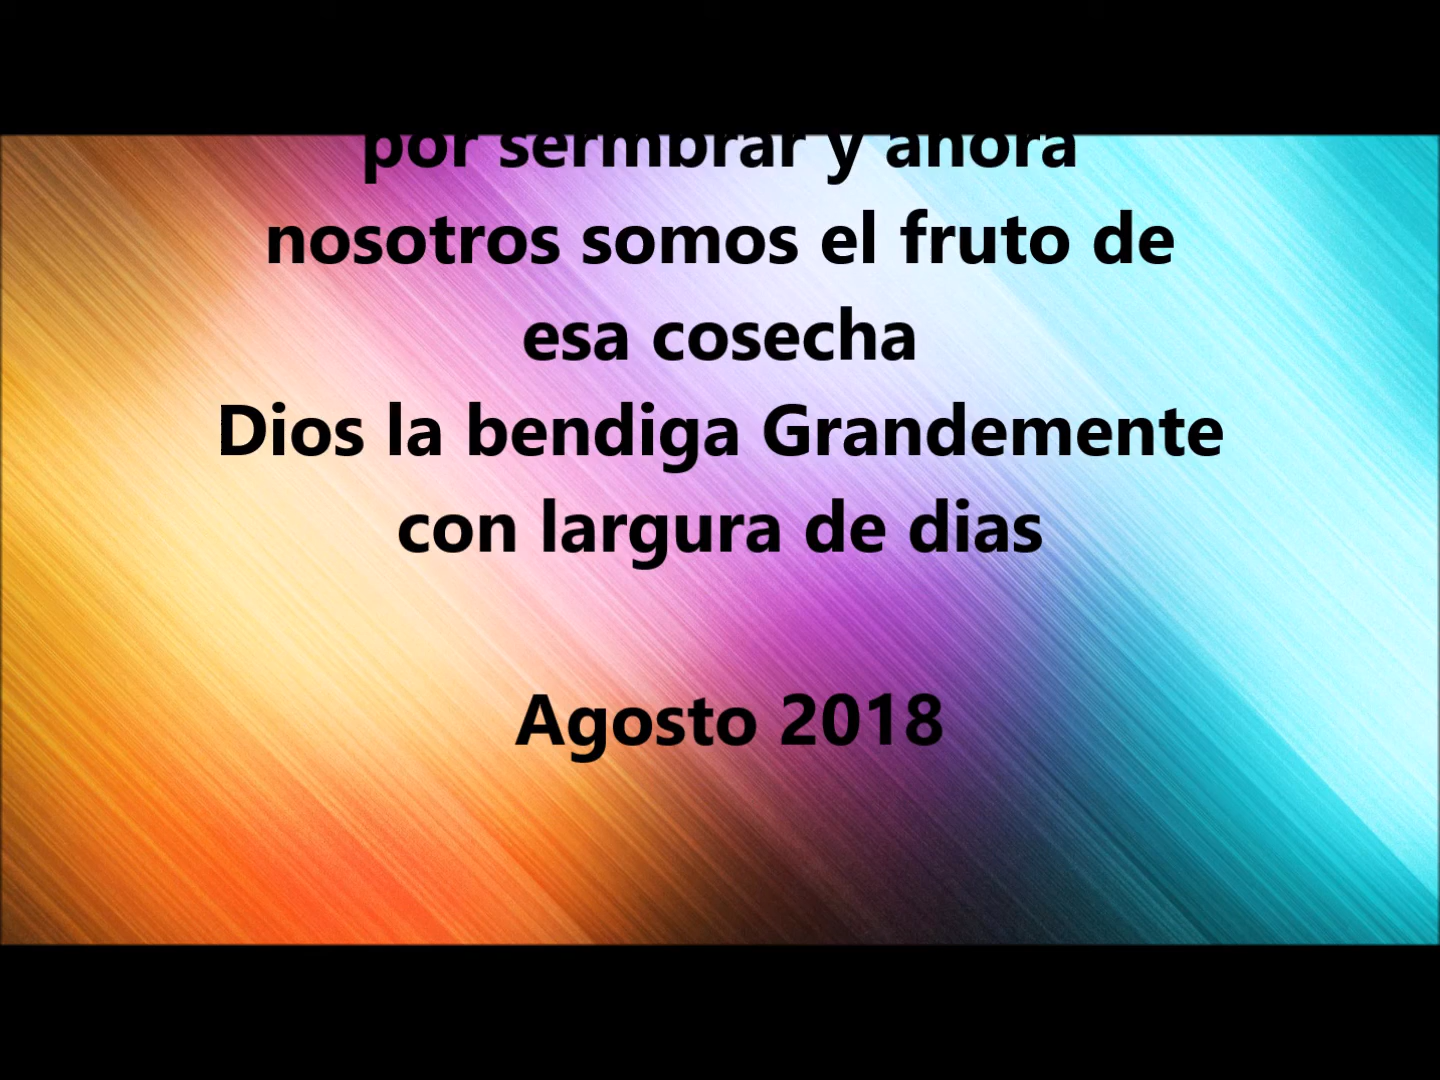 por sermbrar y ahora
nosotros somos el fruto de
esa cosecha
Dios la bendiga Grandemente
con largura de dias
Agosto 2018